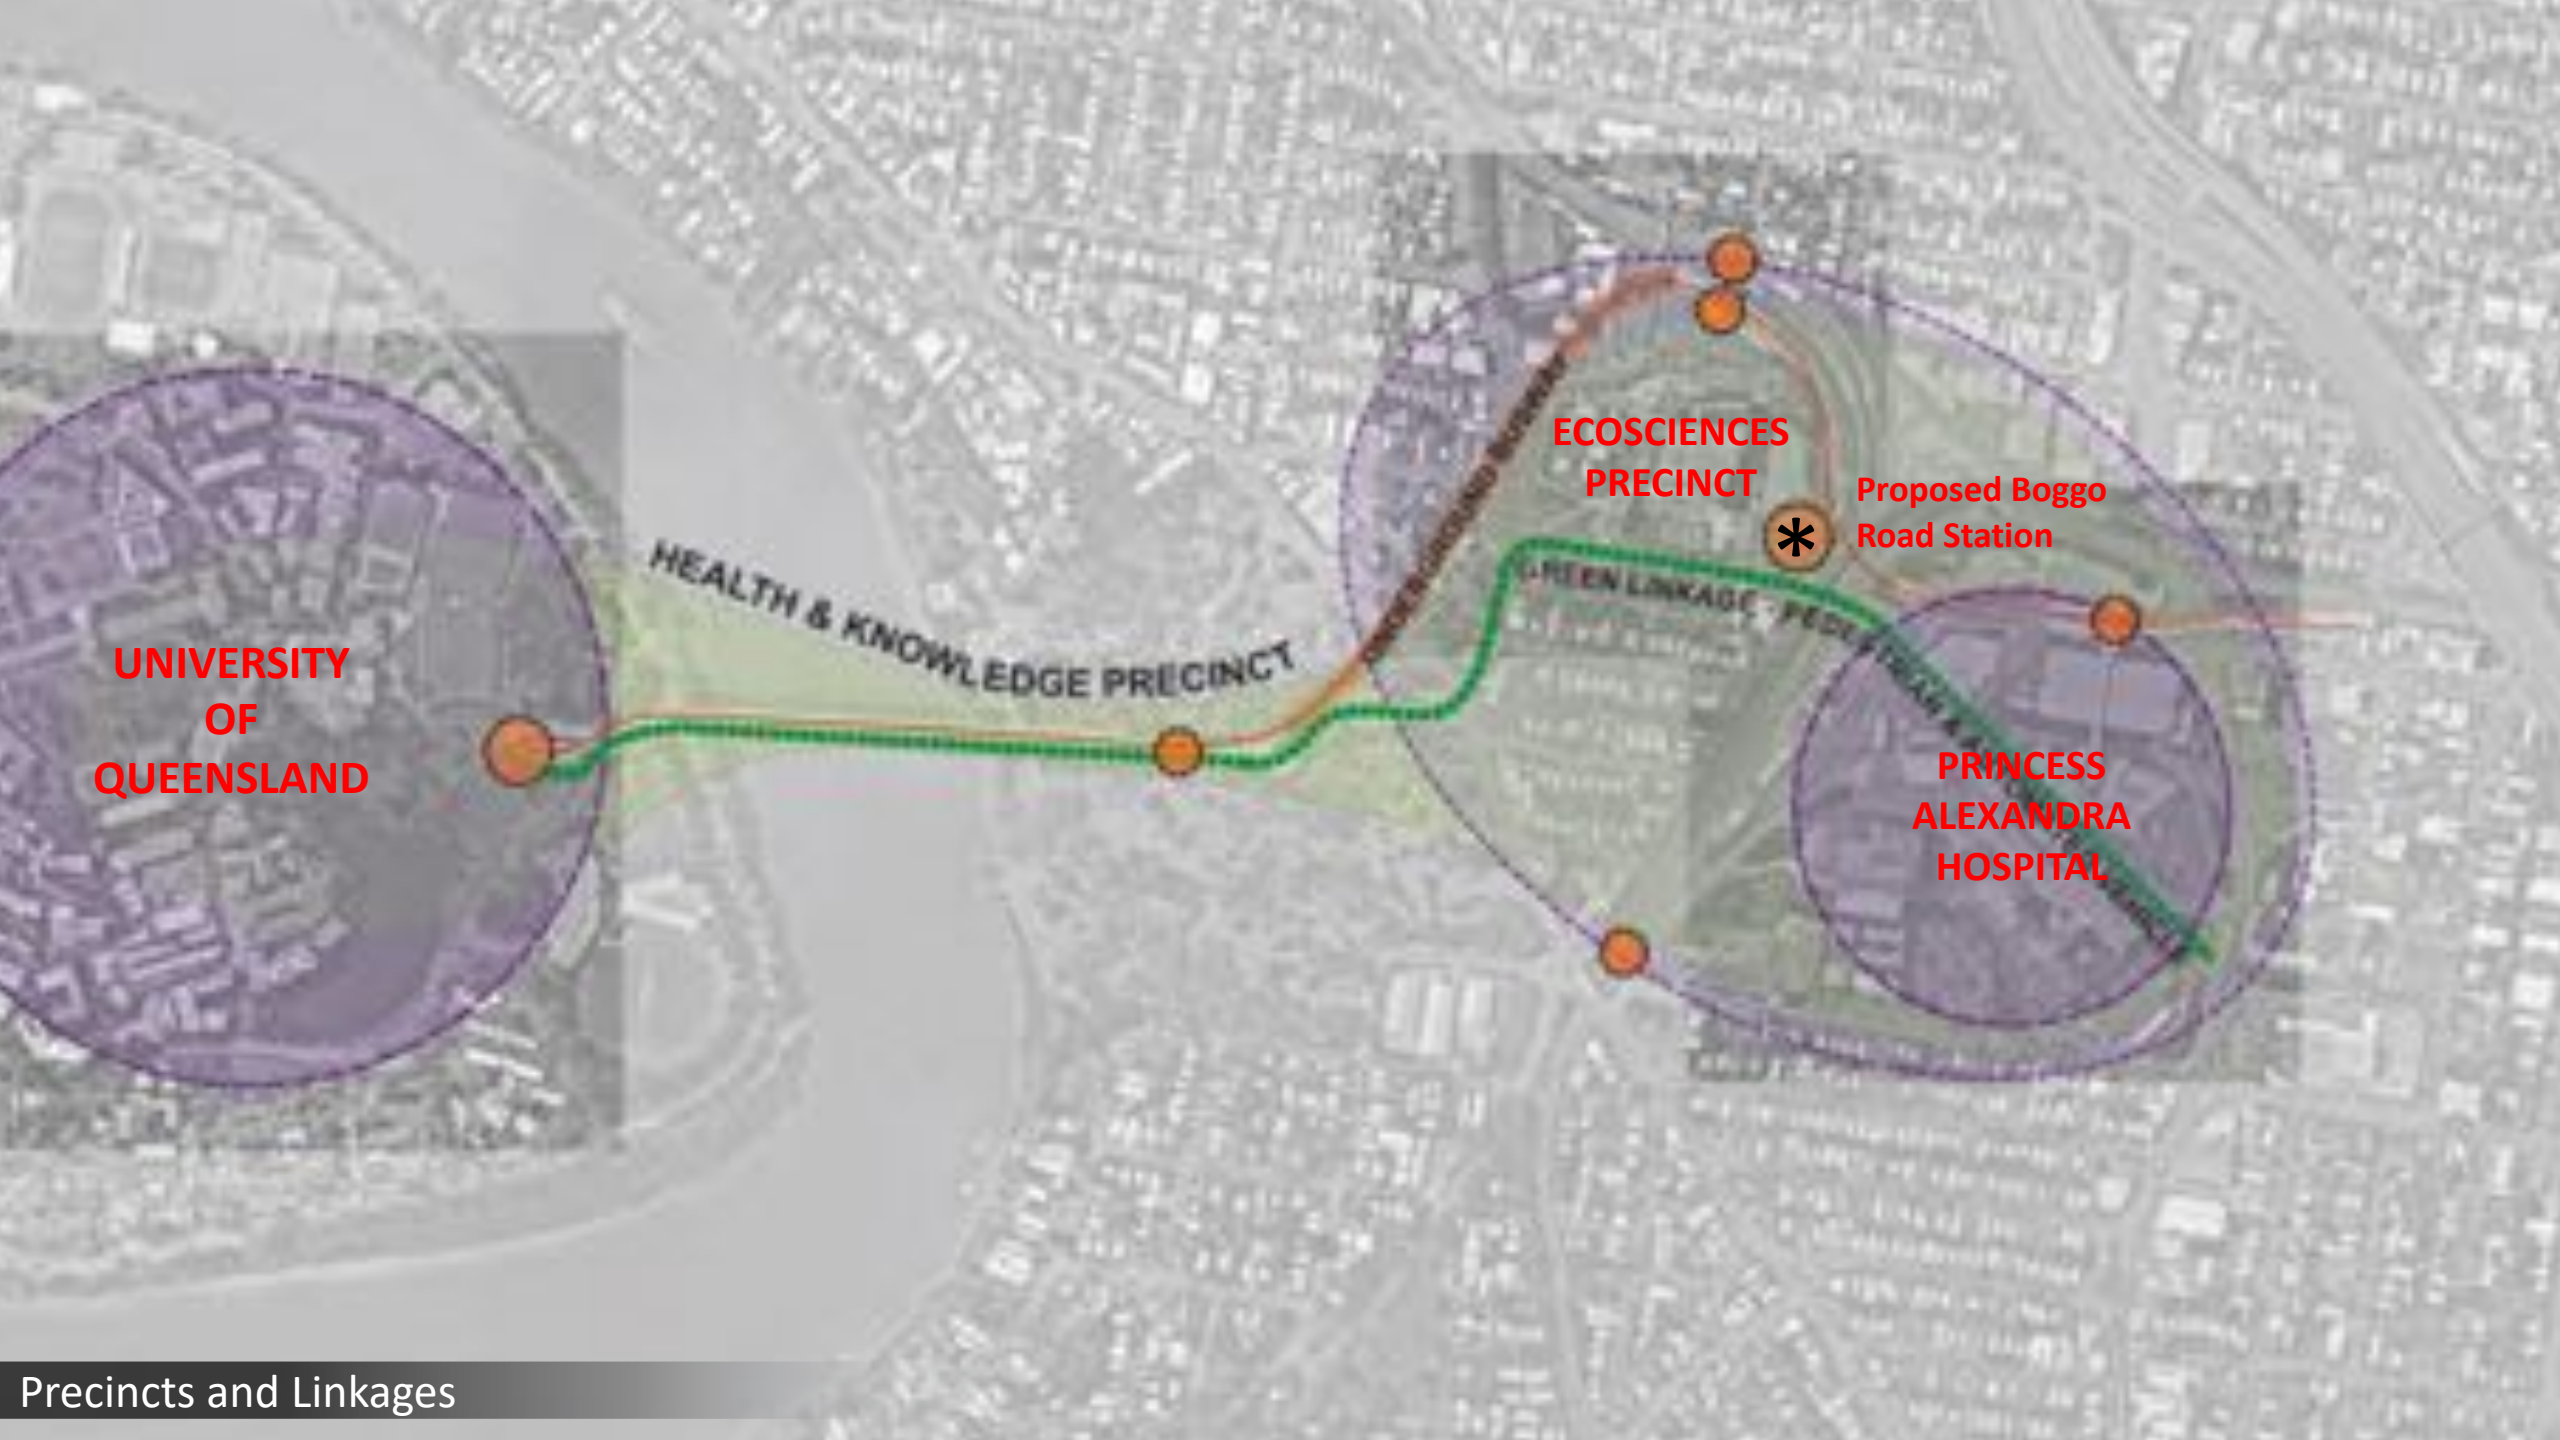 HEALTH & KNOWLEDGE PRECINCT
ECOSCIENCES
PRECINCT
Proposed Boggo
Road Station
*
GREEN LINKAGE - PEDESTRIAN &
UNIVERSITY
OF
QUEENSLAND
PRINCESS
ALEXANDRA
HOSPITAL
Precincts and Linkages